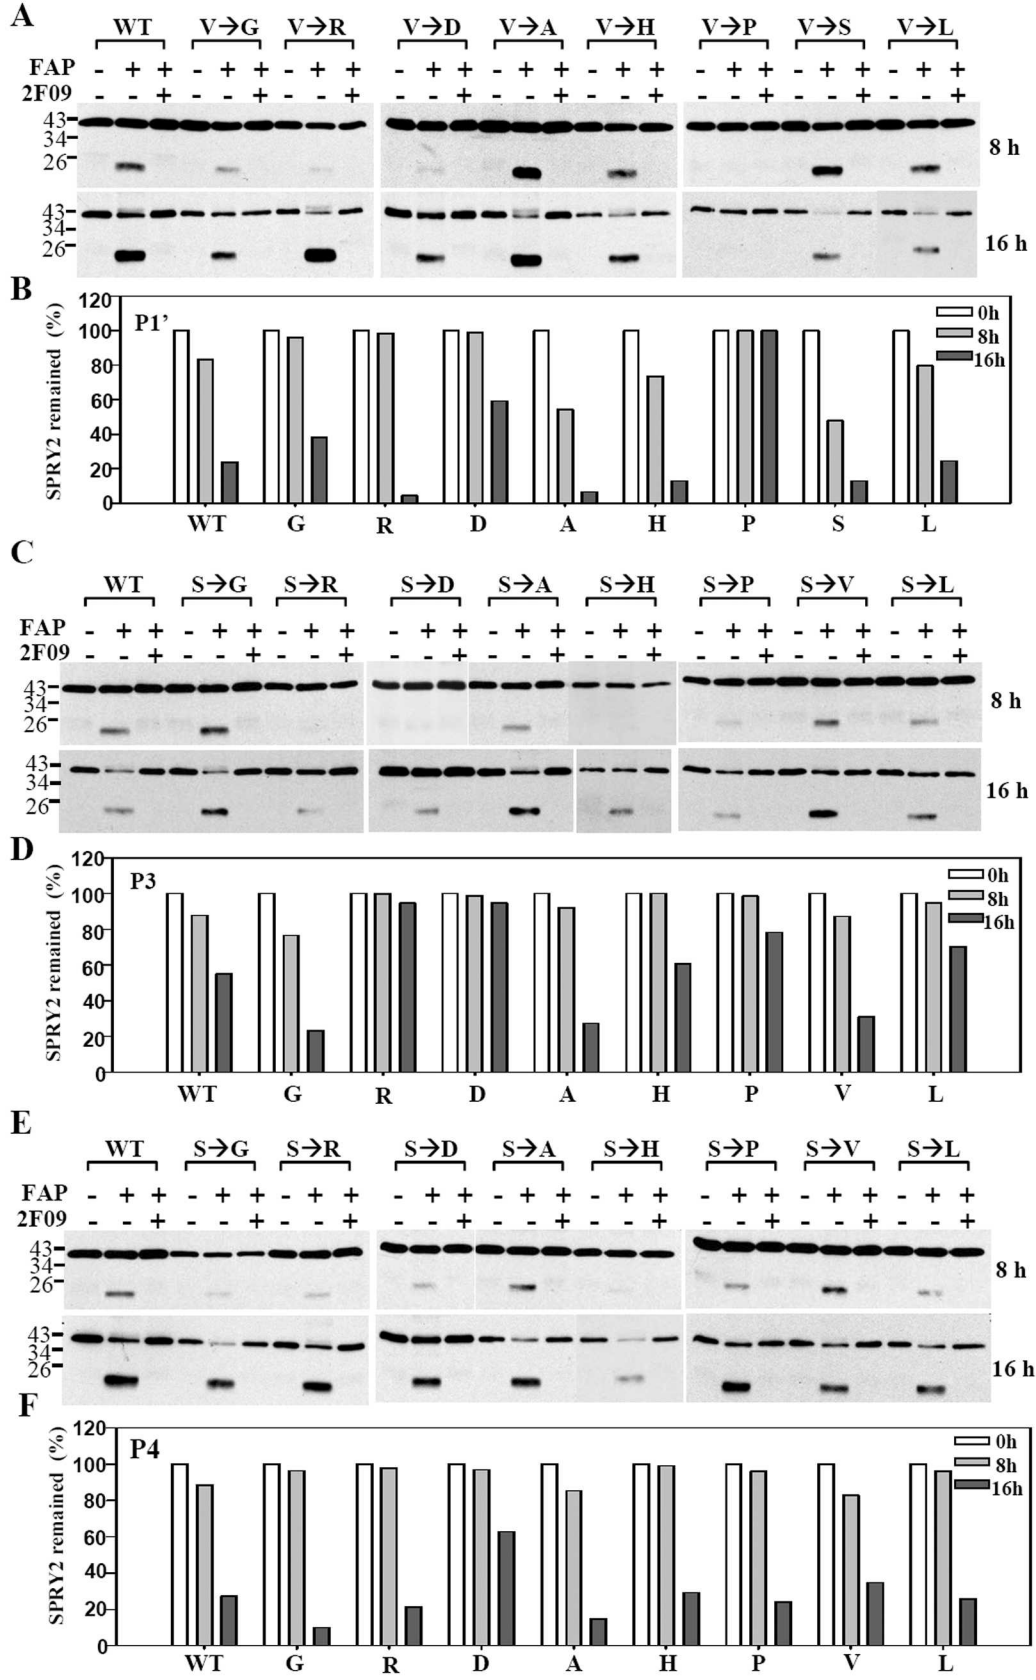 A
WT V→G V→R V→D V→A V→H V→P V→S V→L
FAP - + + - + + - + + - + + - + + - + + - + + - + + - + +
2F09 - - + - - + - - + - - + - - + - - + - - + - - + - - +
43
34
26
8 h
43
34
26
16 h
B
120
100
80
60
40
20
0
SPRY2 remained (%)
P1’
0h
8h
16h
WT G R D A H P S L
C
WT S→G S→R S→D S→A S→H S→P S→V S→L
FAP - + + - + + - + + - + + - + + - + + - + + - + + - + +
2F09 - - + - - + - - + - - + - - + - - + - - + - - + - - +
43
34
26
8 h
43
34
26
16 h
D
120
100
80
60
40
20
0
SPRY2 remained (%)
P3
0h
8h
16h
WT G R D A H P V L
E
WT S→G S→R S→D S→A S→H S→P S→V S→L
FAP - + + - + + - + + - + + - + + - + + - + + - + + - + +
2F09 - - + - - + - - + - - + - - + - - + - - + - - + - - +
43
34
26
8 h
43
34
26
16 h
F
120
100
80
60
40
20
0
SPRY2 remained (%)
P4
0h
8h
16h
WT G R D A H P V L